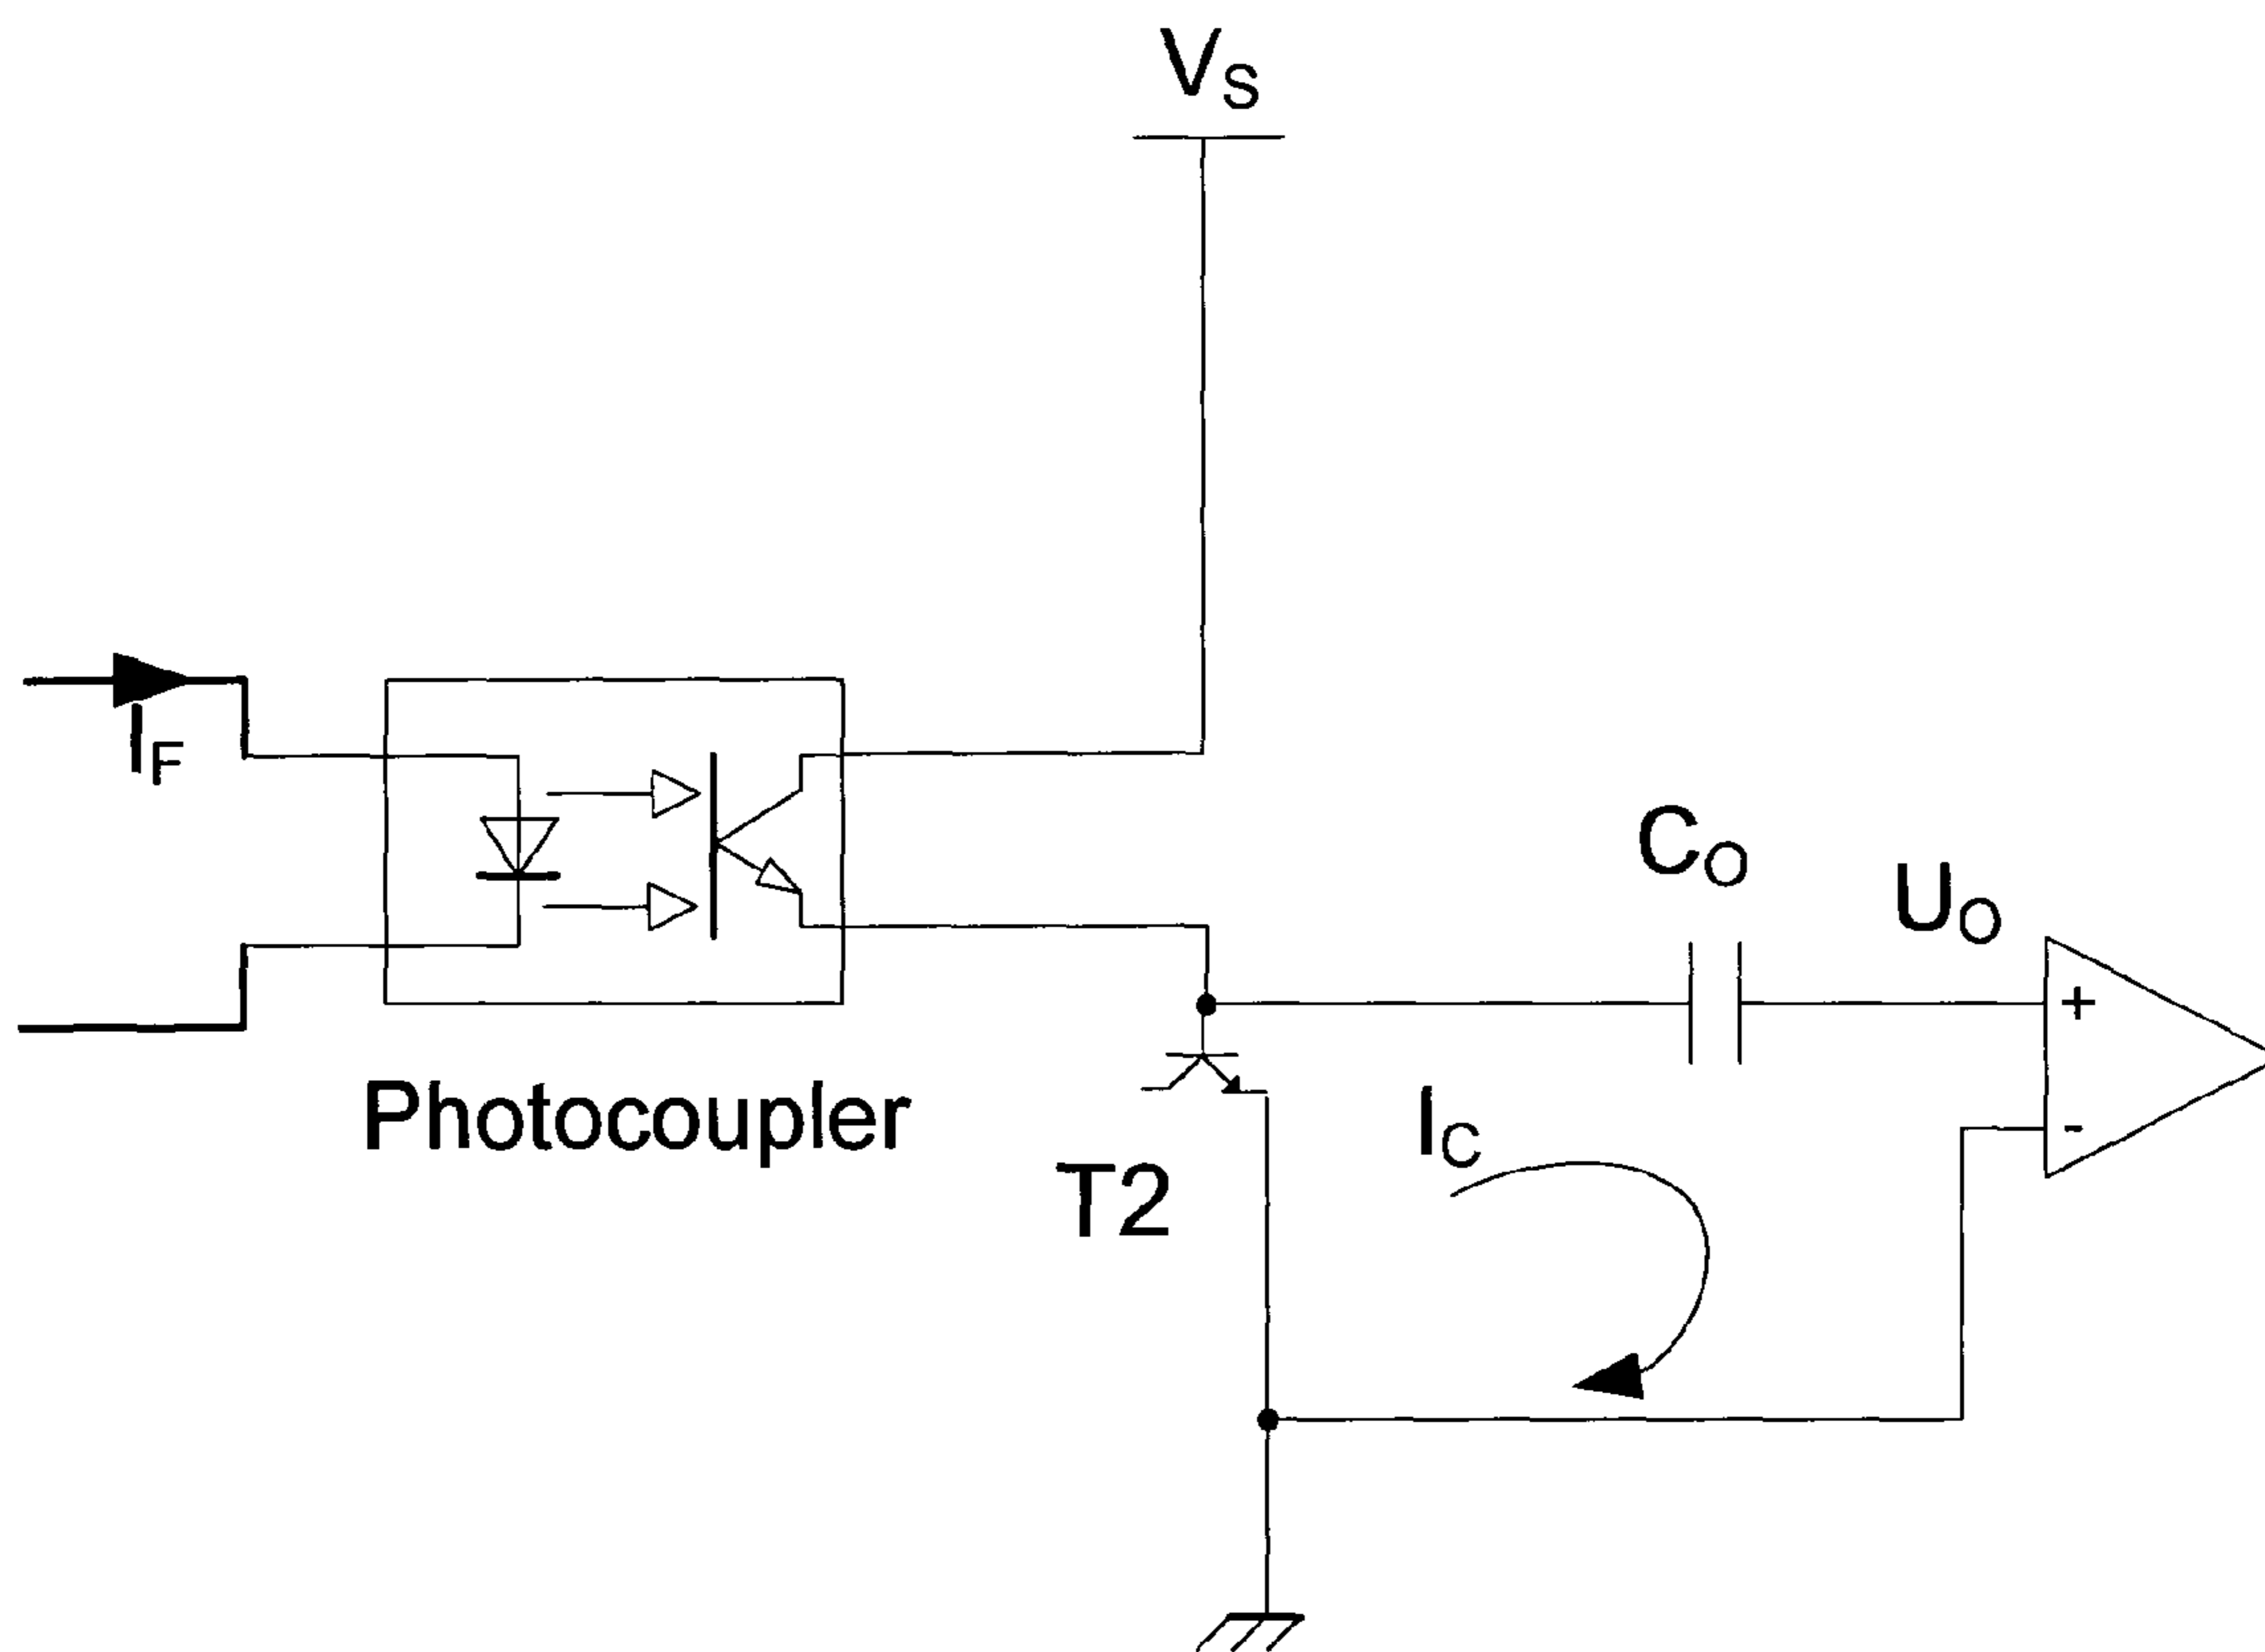 VS
IF
CO
UO
+
Photocoupler
IC
-
T2